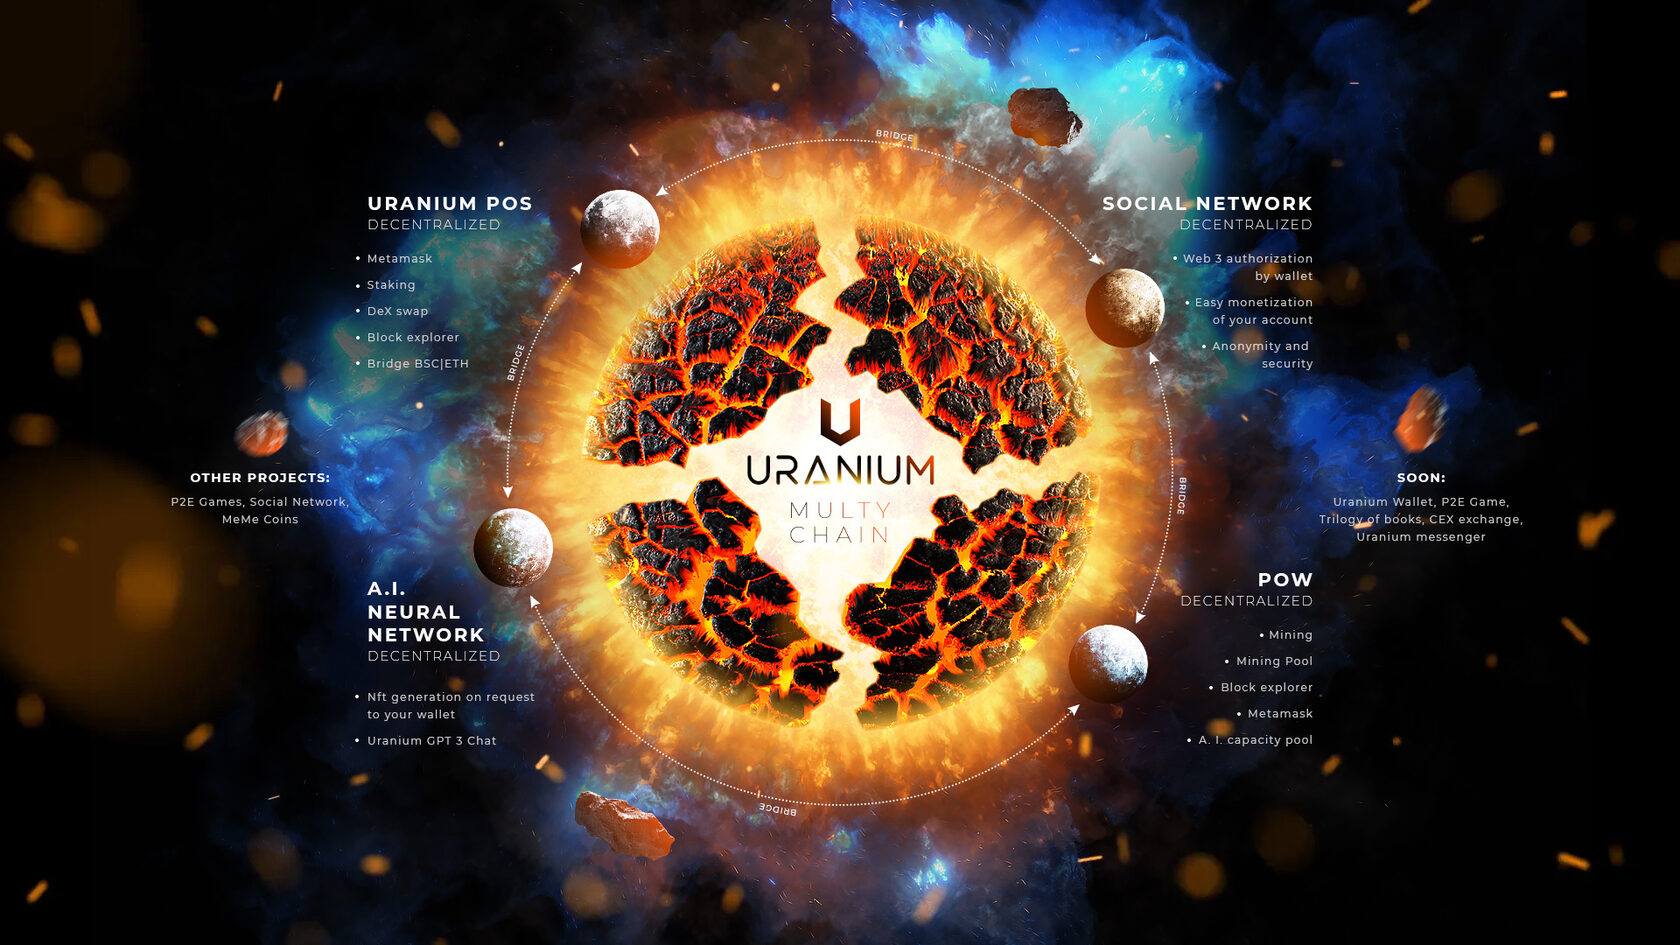 BRIDGE
URANIUM POS
DECENTRALIZED
• Metamask
• Staking
• DeX swap
• Block explorer
• Bridge BSC|ETH
SOCIAL NETWORK
DECENTRALIZED
• Web 3 authorization
by wallet
• Easy monetization
of your account
• Anonymity and
security
BRIDGE
URANIUM
MULTY
CHAIN
BRIDGE
OTHER PROJECTS:
P2E Games, Social Network,
MeMe Coins
SOON:
Uranium Wallet, P2E Game,
Trilogy of books, CEX exchange,
Uranium messenger
A.I.
NEURAL
NETWORK
DECENTRALIZED
• Nft generation on request
to your wallet
• Uranium GPT 3 Chat
POW
DECENTRALIZED
• Mining
• Mining Pool
• Block explorer
• Metamask
• A. I. capacity pool
BRIDGE